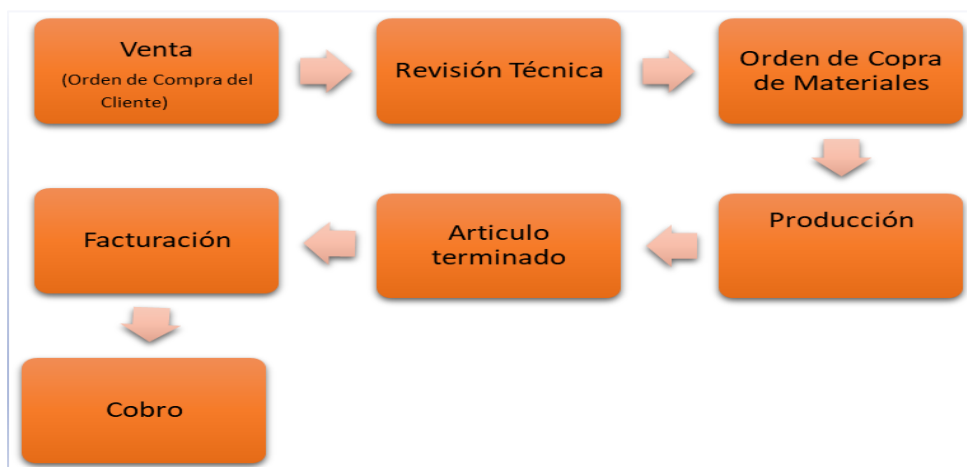 Venta
(Orden de Compra del
Cliente)
Revisión Técnica
Orden de Copra
de Materiales
Producción
Articulo
terminado
Facturación
Cobro